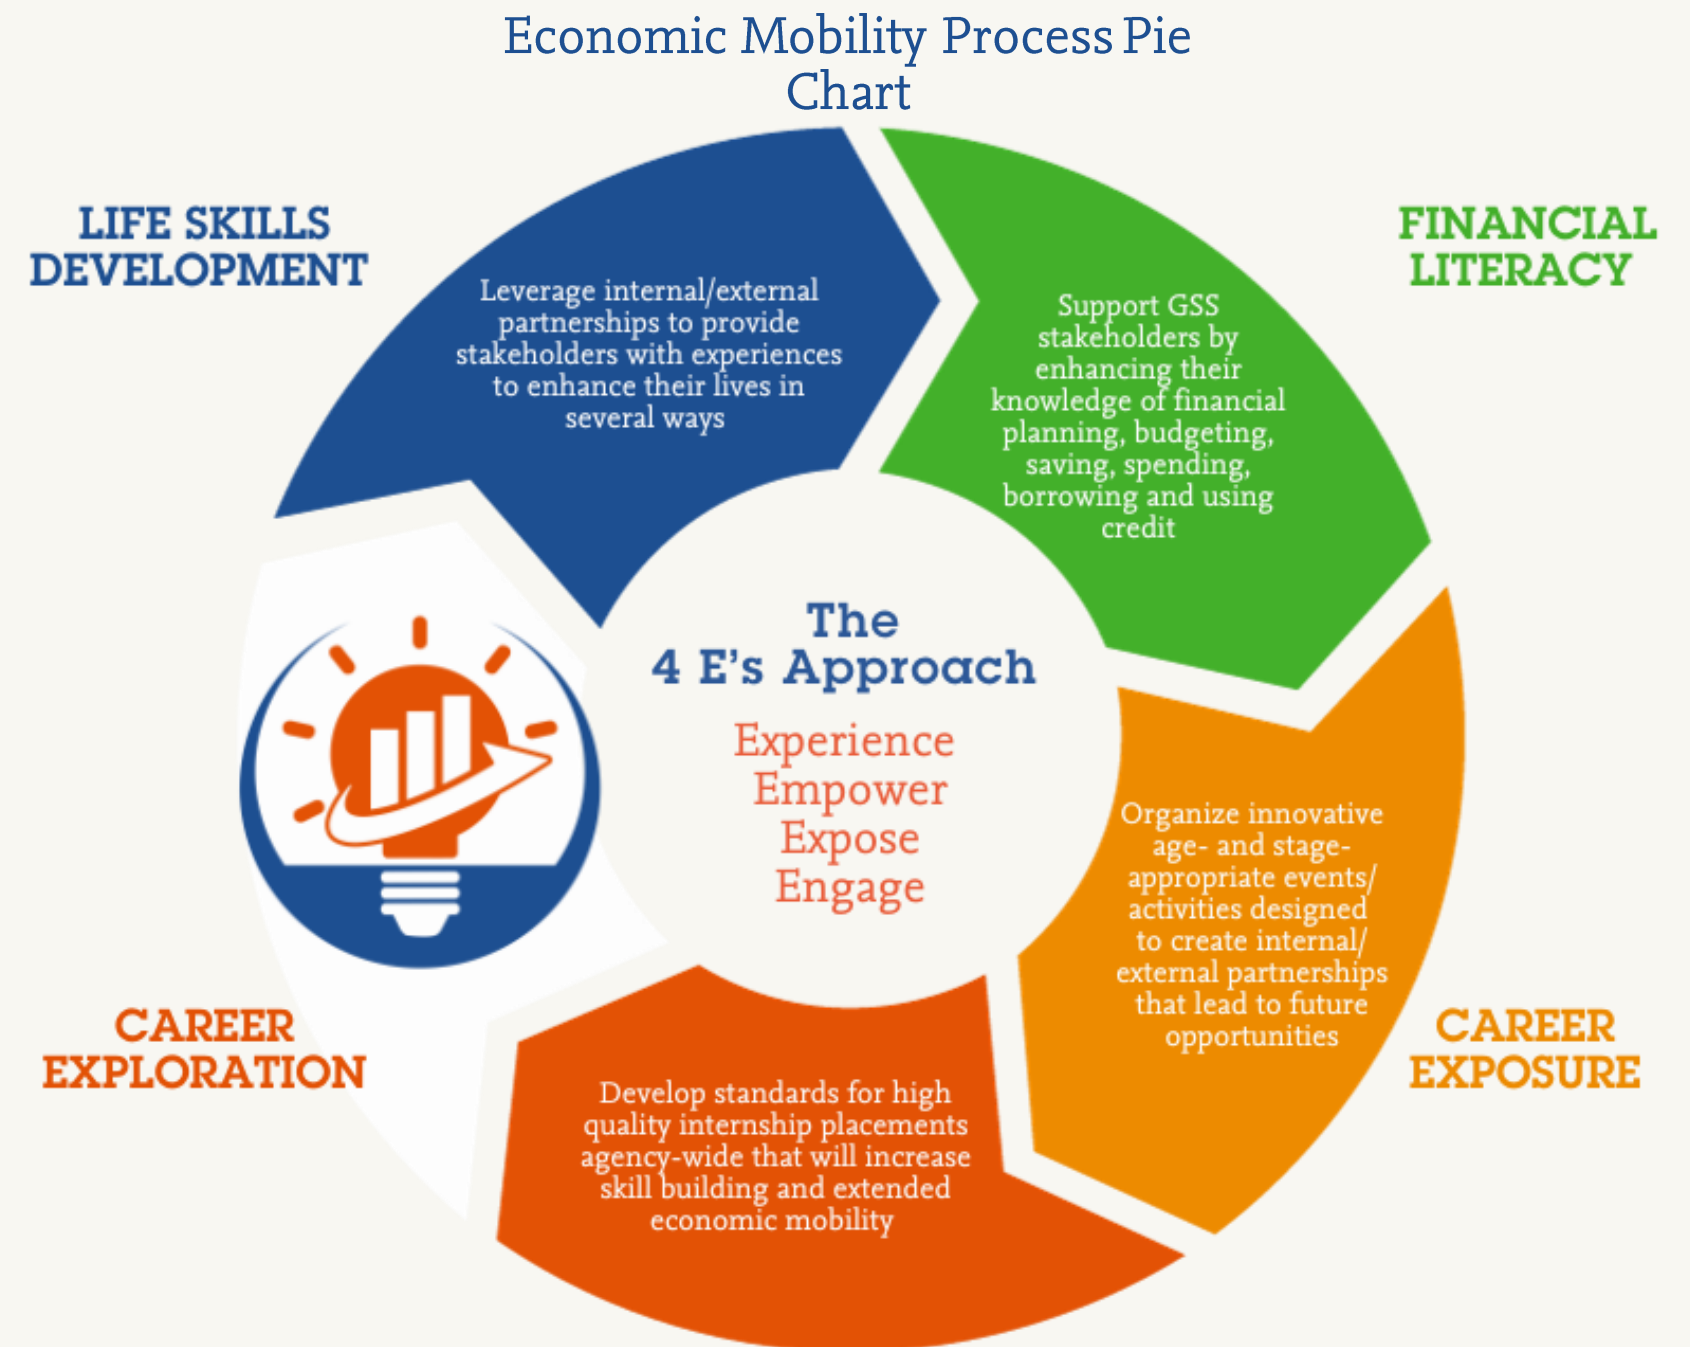 Economic Mobility Process Pie
Chart
LIFE SKILLS
DEVELOPMENT
Leverage internal/external
partnerships to provide
stakeholders with experiences
to enhance their lives in
several ways
FINANCIAL
LITERACY
Support GSS
stakeholders by
enhancing their
knowledge of financial
planning, budgeting,
saving, spending,
borrowing and using
credit
The
4 E's Approach
Experience
Empower
Expose
Engage
Organize innovative
age- and stage-
appropriate events/
activities designed
to create internal/
external partnerships
that lead to future
opportunities
CAREER
EXPOSURE
CAREER
EXPLORATION
Develop standards for high
quality internship placements
agency-wide that will increase
skill building and extended
economic mobility